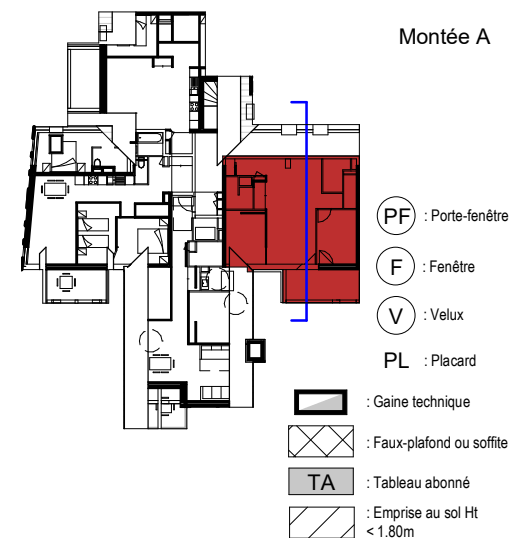 Montée A
PF : Porte-fenêtre
F : Fenêtre
V : Velux
PL : Placard
: Gaine technique
: Faux-plafond ou soffite
TA : Tableau abonné
: Emprise au sol Ht
< 1.80m